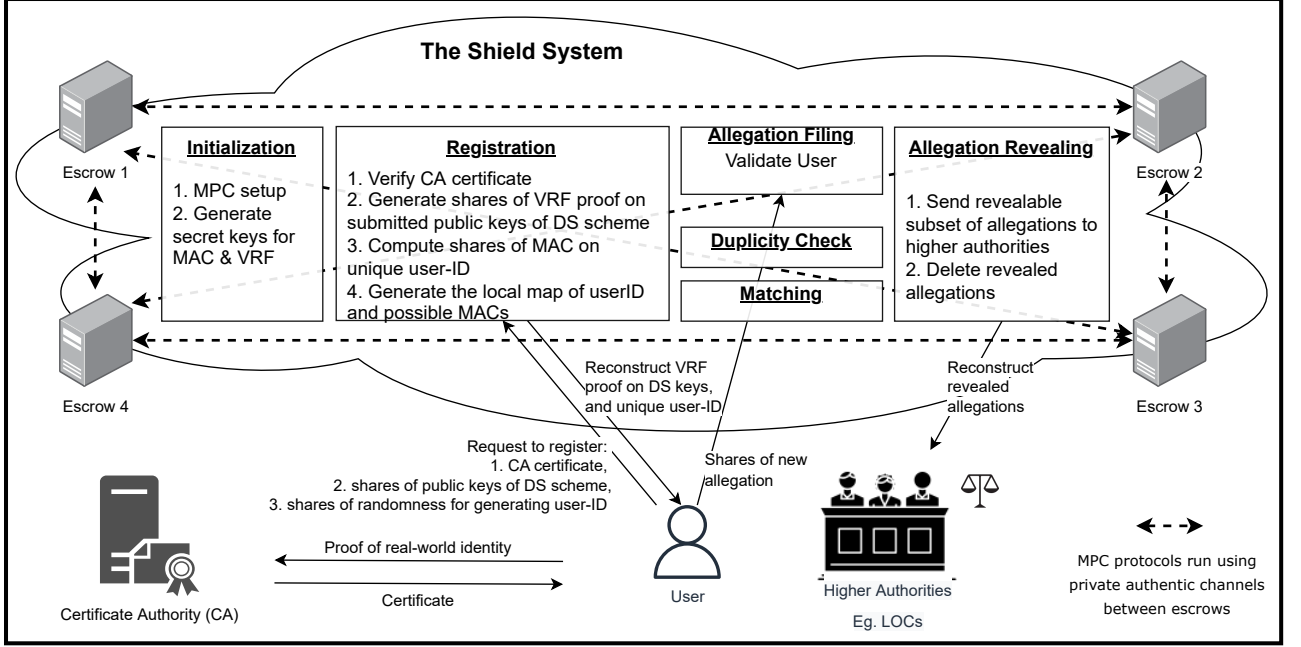 The Shield System
Escrow 1
Escrow 2
Initialization
1. MPC setup
2. Generate
secret keys for
MAC & VRF
Registration
1. Verify CA certificate
2. Generate shares of VRF proof on
submitted public keys of DS scheme
3. Compute shares of MAC on
unique user-ID
4. Generate the local map of userID
and possible MACs
Allegation Filing
Validate User
Duplicity Check
Matching
Allegation Revealing
1. Send revealable
subset of allegations to
higher authorities
2. Delete revealed
allegations
Escrow 4
Escrow 3
Reconstruct VRF
proof on DS keys,
and unique user-ID
Reconstruct
revealed
allegations
Request to register:
1. CA certificate,
2. shares of public keys of DS scheme,
3. shares of randomness for generating user-ID
Shares of new
allegation
Proof of real-world identity
Certificate
Certificate Authority (CA)
User
Higher Authorities
Eg. LOCs
MPC protocols run using
private authentic channels
between escrows